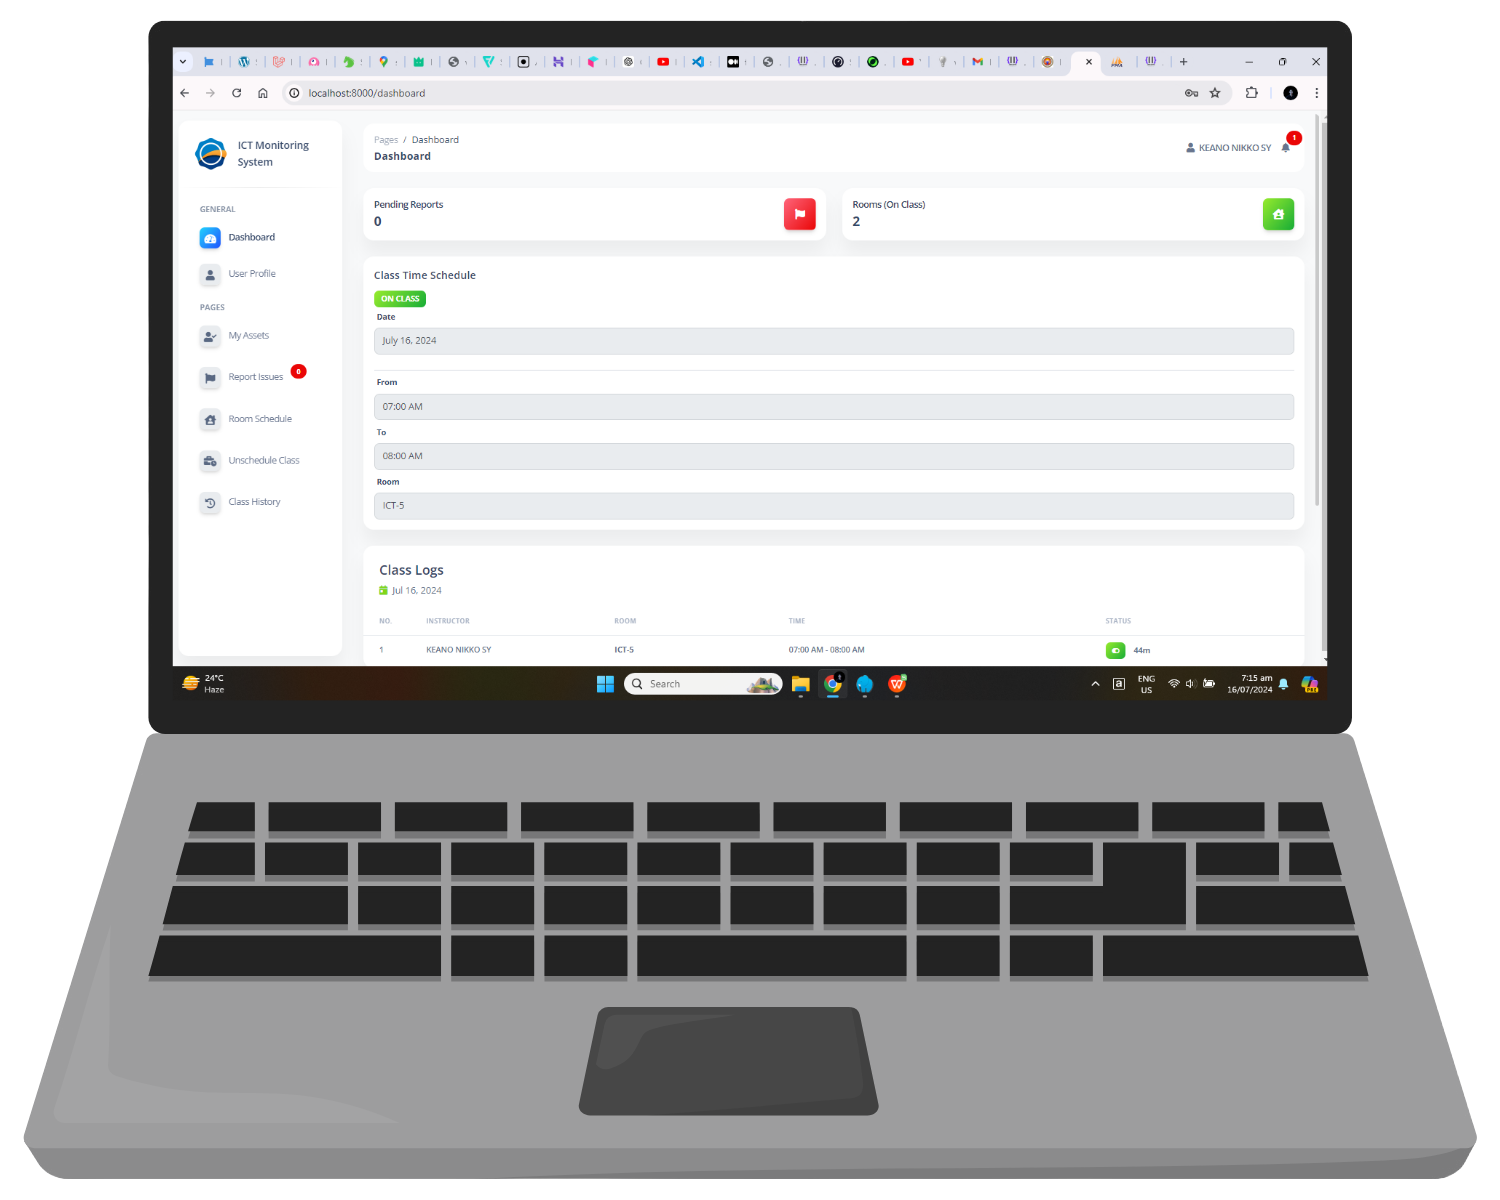 localhost:8000/dashboard
ICT Monitoring
System
GENERAL
Dashboard
User Profile
PAGES
My Assets
Report Issues 0
Room Schedule
Unschedule Class
Class History
Pages / Dashboard
Dashboard
KEANO NIKKO SY 1
Pending Reports
0
Rooms (On Class)
2
Class Time Schedule
ON CLASS
Date
July 16, 2024
From
07:00 AM
To
08:00 AM
Room
ICT-5
Class Logs
Jul 16, 2024
NO. INSTRUCTOR ROOM TIME STATUS
1 KEANO NIKKO SY ICT-5 07:00 AM - 08:00 AM 44m
24°C
Haze
Search
ENG
US
7:15 am
16/07/2024
PRE